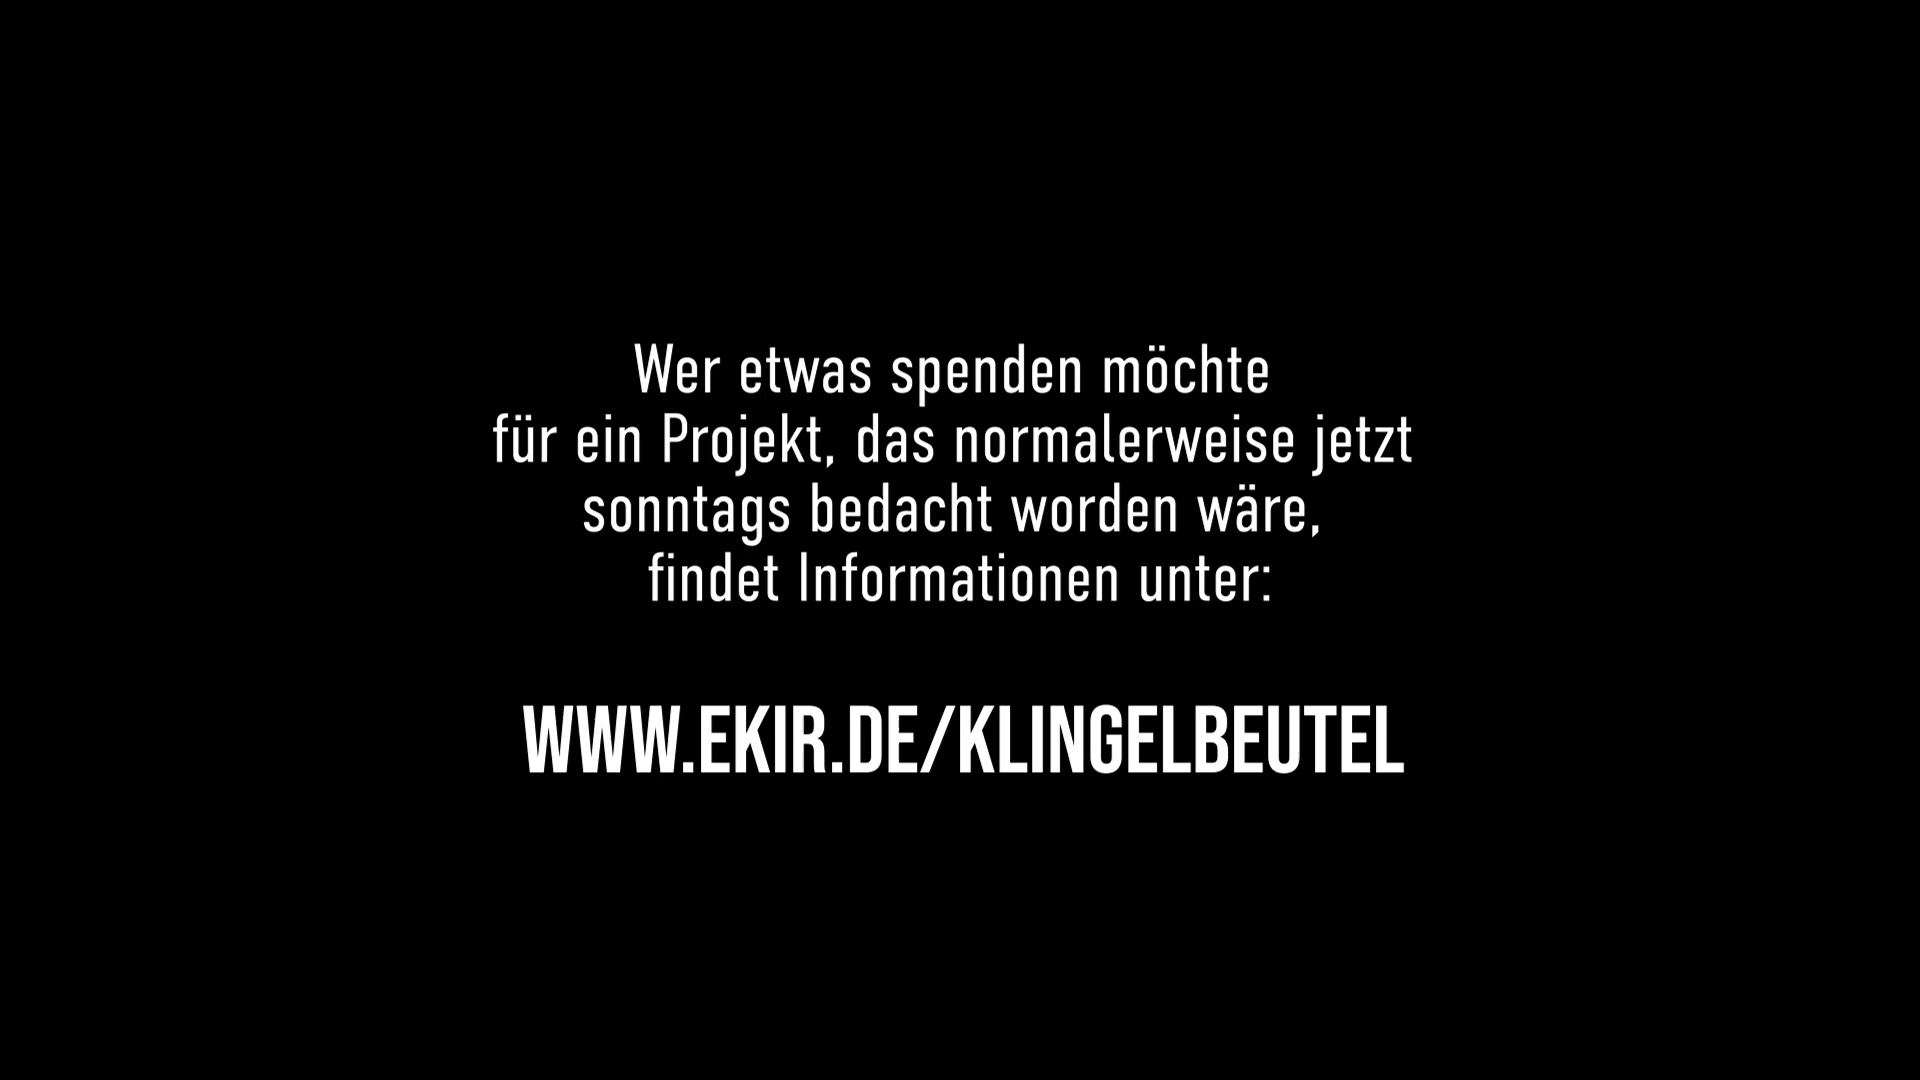 Wer etwas spenden möchte
für ein Projekt, das normalerweise jetzt
sonntags bedacht worden wäre,
findet Informationen unter:
WWW.EKIR.DE/KLINGELBEUTEL